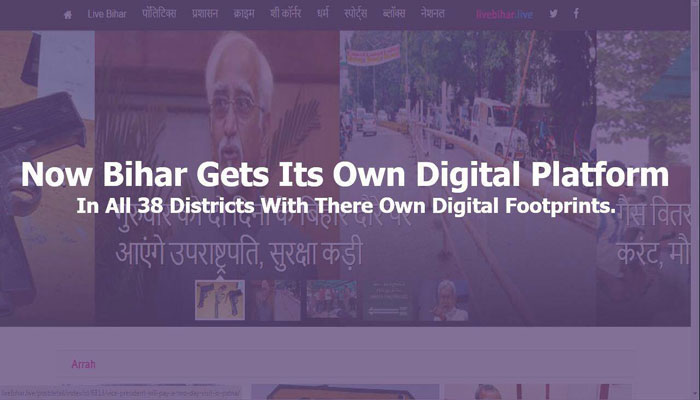 Live Bihar पॉलिटिक्स प्रशासन क्राइम शी कॉर्नर धर्म स्पोर्ट्स ब्लॉक्स नेशनल livebihar.live
Now Bihar Gets Its Own Digital Platform
In All 38 Districts With There Own Digital Footprints.
आएंगे उपराष्ट्रपति, सुरक्षा कड़ी
गैस वितर
करंट, मौ
Arrah